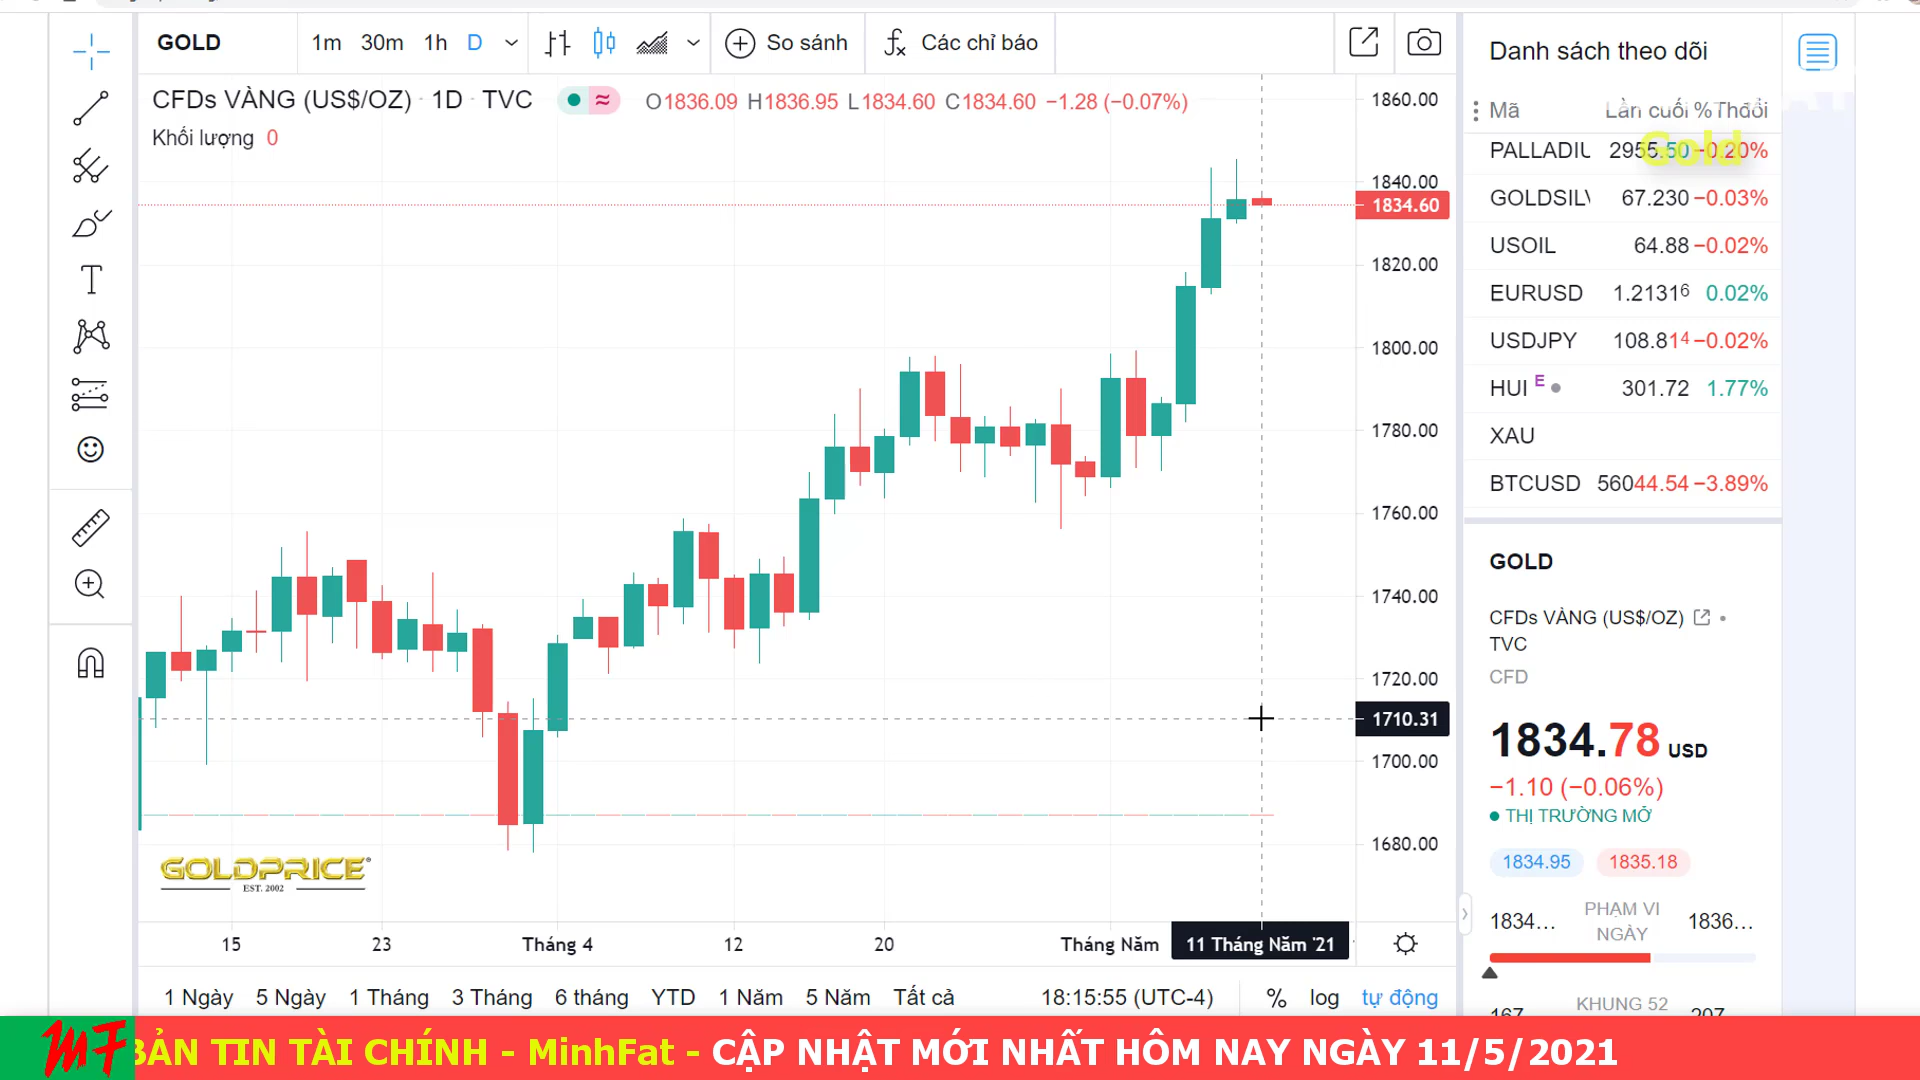 GOLD
1m 30m 1h D
So sánh
Các chỉ báo
CFDs VÀNG (US$/OZ) · 1D · TVC
O1836.09 H1836.95 L1834.60 C1834.60 −1.28 (−0.07%)
Khối lượng 0
1860.00
1840.00
1834.60
1820.00
1800.00
1780.00
1760.00
1740.00
1720.00
1710.31
1700.00
1680.00
GOLDPRICE
EST. 2002
15 23 Tháng 4 12 20 Tháng Năm 11 Tháng Năm '21
1 Ngày 5 Ngày 1 Tháng 3 Tháng 6 tháng YTD 1 Năm 5 Năm Tất cả
18:15:55 (UTC-4) % log tự động
Danh sách theo dõi
Mã Lần cuối %Thđổi
Gold
PALLADIU 2955.50 −0.20%
GOLDSILV 67.230 −0.03%
USOIL 64.88 −0.02%
EURUSD 1.21316 0.02%
USDJPY 108.814 −0.02%
HUI E 301.72 1.77%
XAU
BTCUSD 56044.54 −3.89%
GOLD
CFDs VÀNG (US$/OZ) •
TVC
CFD
1834.78 USD
−1.10 (−0.06%)
THỊ TRƯỜNG MỞ
1834.95 1835.18
1834... PHẠM VI NGÀY 1836...
KHUNG 52
MF
BẢN TIN TÀI CHÍNH - MinhFat - CẬP NHẬT MỚI NHẤT HÔM NAY NGÀY 11/5/2021